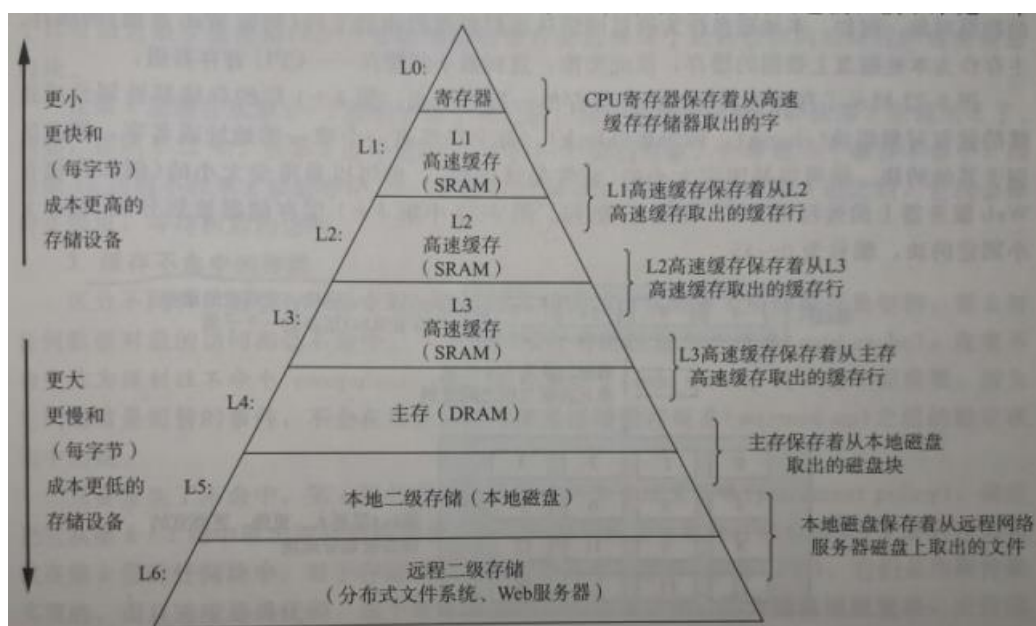 更小
更快和
（每字节）
成本更高的
存储设备
更大
更慢和
（每字节）
成本更低的
存储设备
L0:
寄存器
L1:
L1
高速缓存
（SRAM）
L2:
L2
高速缓存
（SRAM）
L3:
L3
高速缓存
（SRAM）
L4:
主存（DRAM）
L5:
本地二级存储（本地磁盘）
L6:
远程二级存储
（分布式文件系统、Web服务器）
CPU寄存器保存着从高速
缓存存储器取出的字
L1高速缓存保存着从L2
高速缓存取出的缓存行
L2高速缓存保存着从L3
高速缓存取出的缓存行
L3高速缓存保存着从主存
高速缓存取出的缓存行
主存保存着从本地磁盘
取出的磁盘块
本地磁盘保存着从远程网络
服务器磁盘上取出的文件